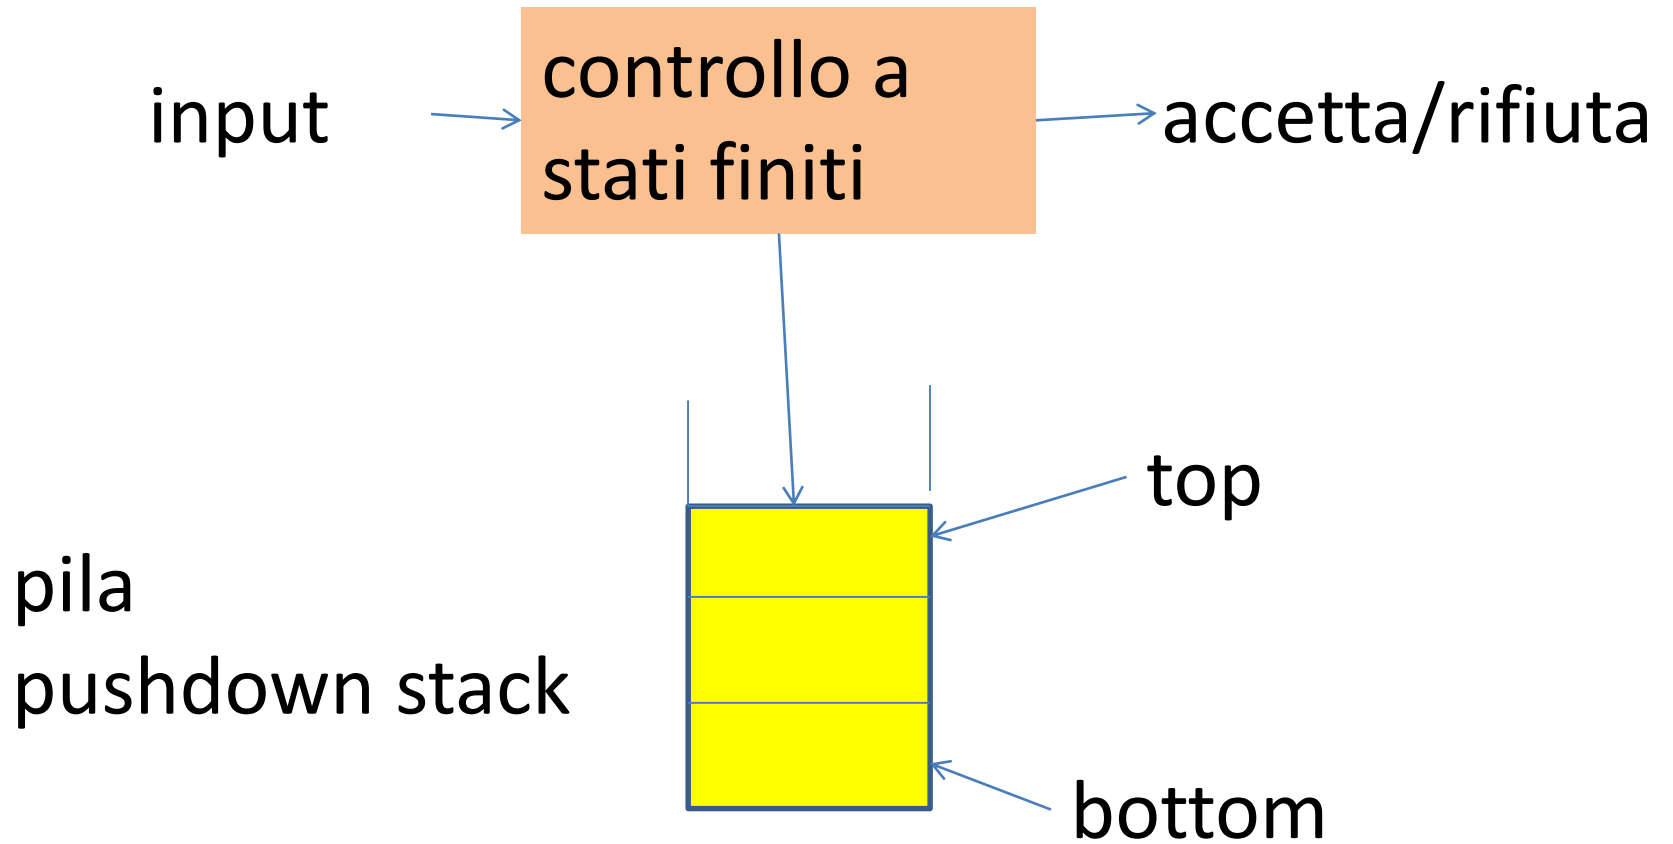 input
controllo a
stati finiti
accetta/rifiuta
top
pila
pushdown stack
bottom